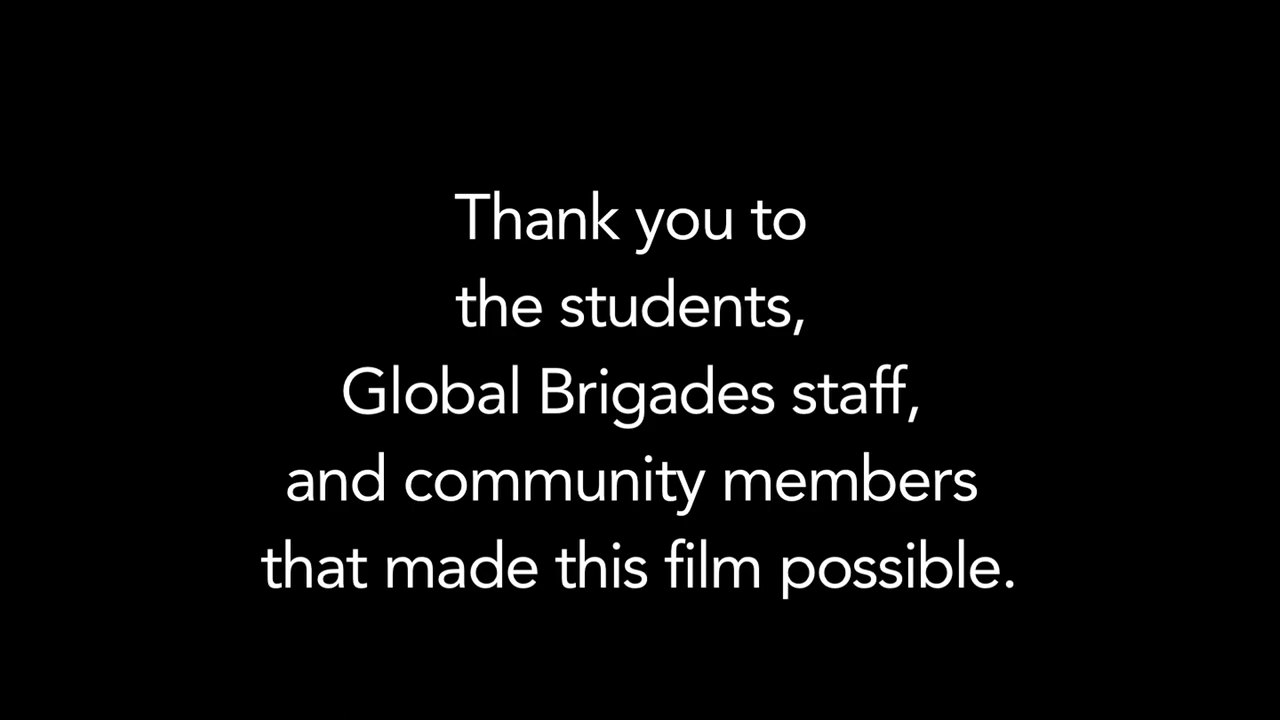 Thank you to
the students,
Global Brigades staff,
and community members
that made this film possible.